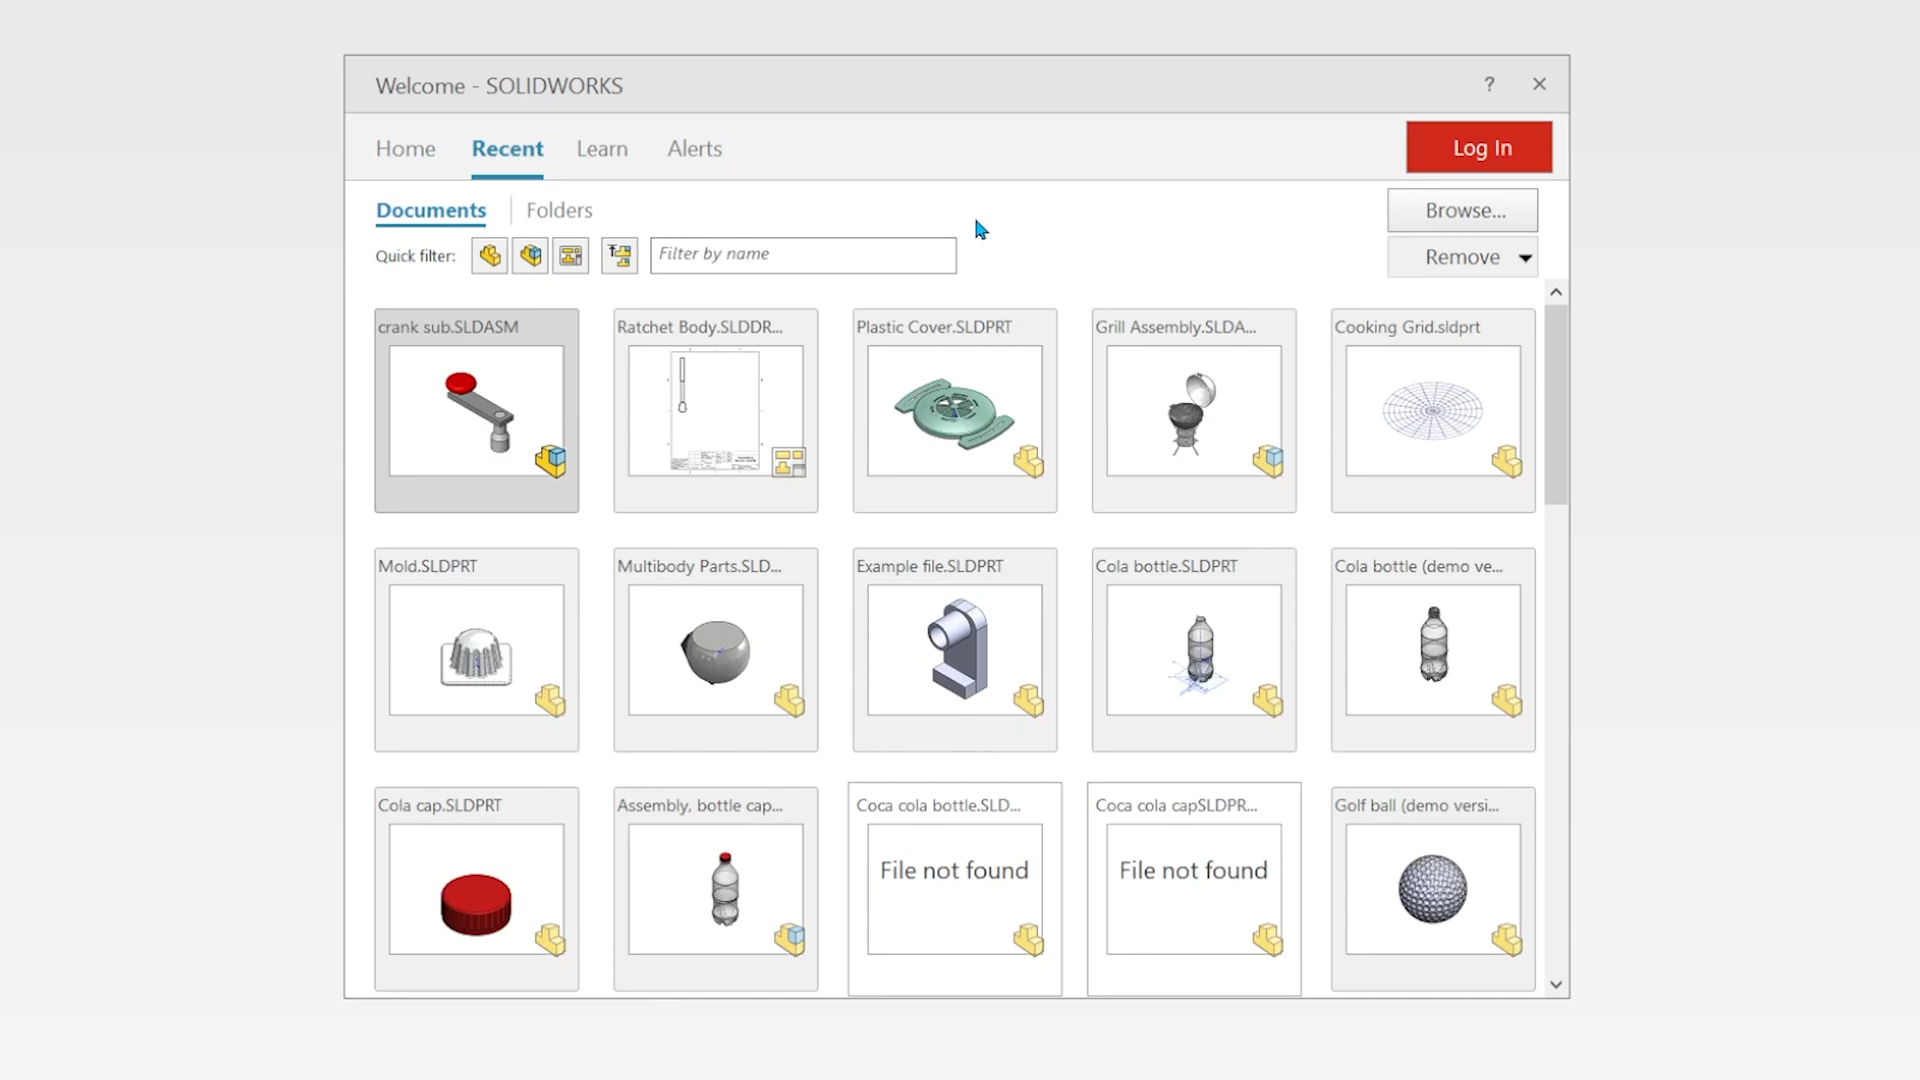 Welcome - SOLIDWORKS
?
Home Recent Learn Alerts
Log In
Documents Folders
Browse...
Quick filter:
Filter by name
Remove
crank sub.SLDASM
Ratchet Body.SLDDR...
Plastic Cover.SLDPRT
Grill Assembly.SLDA...
Cooking Grid.sldprt
Mold.SLDPRT
Multibody Parts.SLD...
Example file.SLDPRT
Cola bottle.SLDPRT
Cola bottle (demo ve...
Cola cap.SLDPRT
Assembly, bottle cap...
Coca cola bottle.SLD...
File not found
Coca cola capSLDPR...
File not found
Golf ball (demo versi...